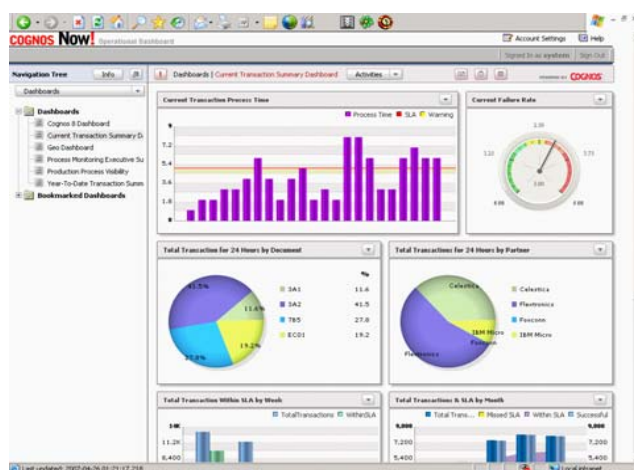 COGNOS NOW! Operational Dashboard
Account Settings Help
Signed In as system Sign Out
Navigation Tree Info
Dashboards | Current Transaction Summary Dashboard Activities
POWERED BY COGNOS
Dashboards
Dashboards
Cognos 8 Dashboard
Current Transaction Summary D
Geo Dashboard
Process Monitoring Executive Su
Production Process Visibility
Year-To-Date Transaction Summ
Bookmarked Dashboards
Current Transaction Process Time
Process Time SLA Warning
9
7.2
5.4
3.6
1.8
0
Current Failure Rate
Total Transaction for 24 Hours by Document
%
3A1 11.6
3A2 41.5
7B5 27.8
ECO1 19.2
41.5%
11.6%
19.2%
27.8%
Total Transactions for 24 Hours by Partner
Celestica
Flextronics
Foxconn
IBM Micro
Celestica
IBM Micro
Foxconn
Flextronics
Total Transaction Within SLA by Week
TotalTransactions WithinSLA
14K
11.2K
8,400
Total Transactions & SLA by Month
Total Trans... Missed SLA Within SLA Successful
9,000 9,000
7,200 7,200
5,400 5,400
Local intranet